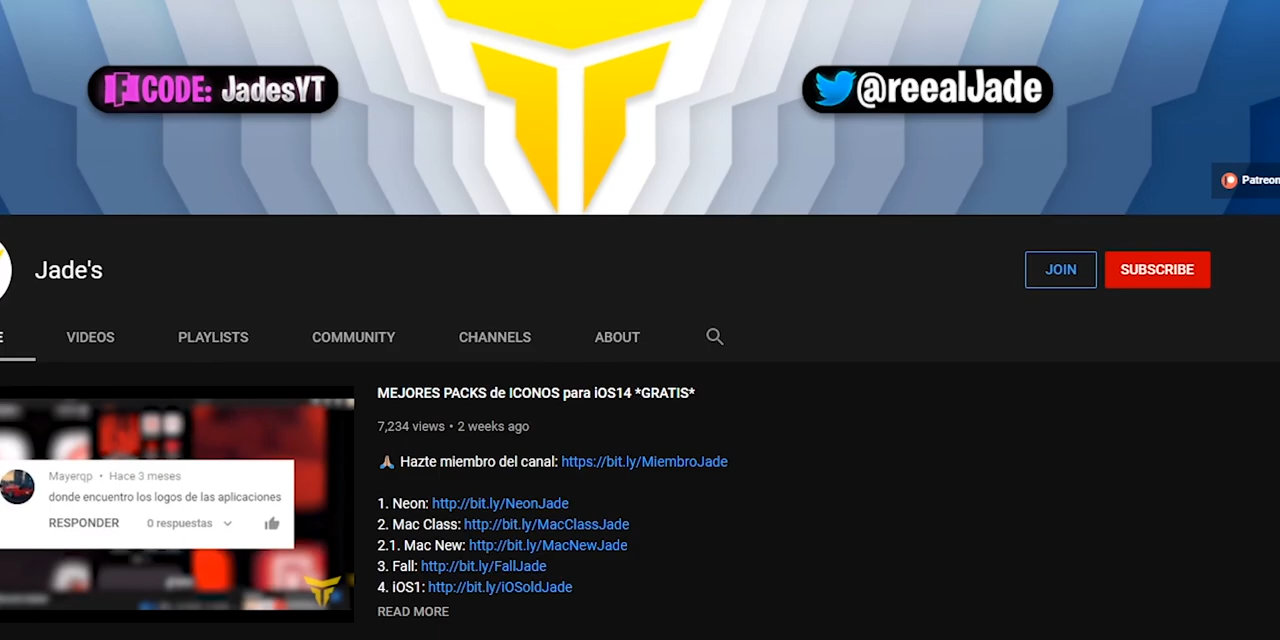 CODE: JadesYT
@reealJade
Patreon
Jade's
JOIN
SUBSCRIBE
VIDEOS
PLAYLISTS
COMMUNITY
CHANNELS
ABOUT
MEJORES PACKS de ICONOS para iOS14 *GRATIS*
7,234 views • 2 weeks ago
🙏🏽 Hazte miembro del canal: https://bit.ly/MiembroJade
1. Neon: http://bit.ly/NeonJade
2. Mac Class: http://bit.ly/MacClassJade
2.1. Mac New: http://bit.ly/MacNewJade
3. Fall: http://bit.ly/FallJade
4. iOS1: http://bit.ly/iOSoldJade
READ MORE
Mayerqp • Hace 3 meses
donde encuentro los logos de las aplicaciones
RESPONDER 0 respuestas